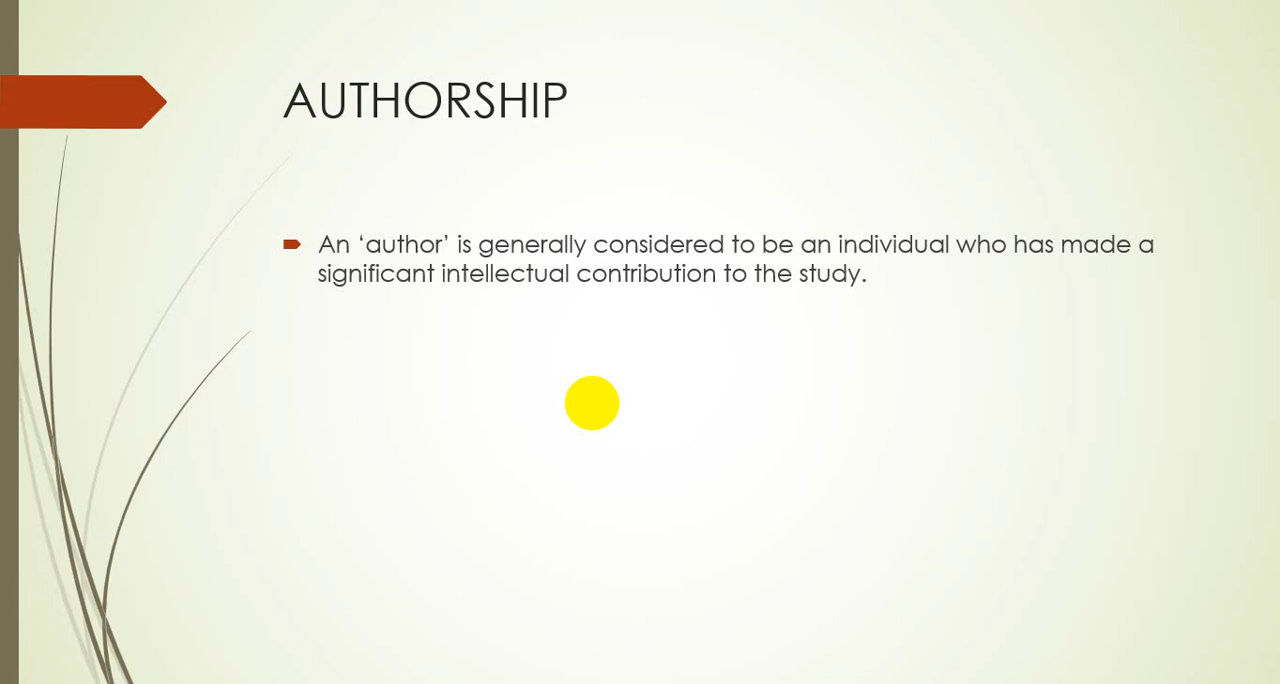 AUTHORSHIP
An ‘author’ is generally considered to be an individual who has made a
significant intellectual contribution to the study.